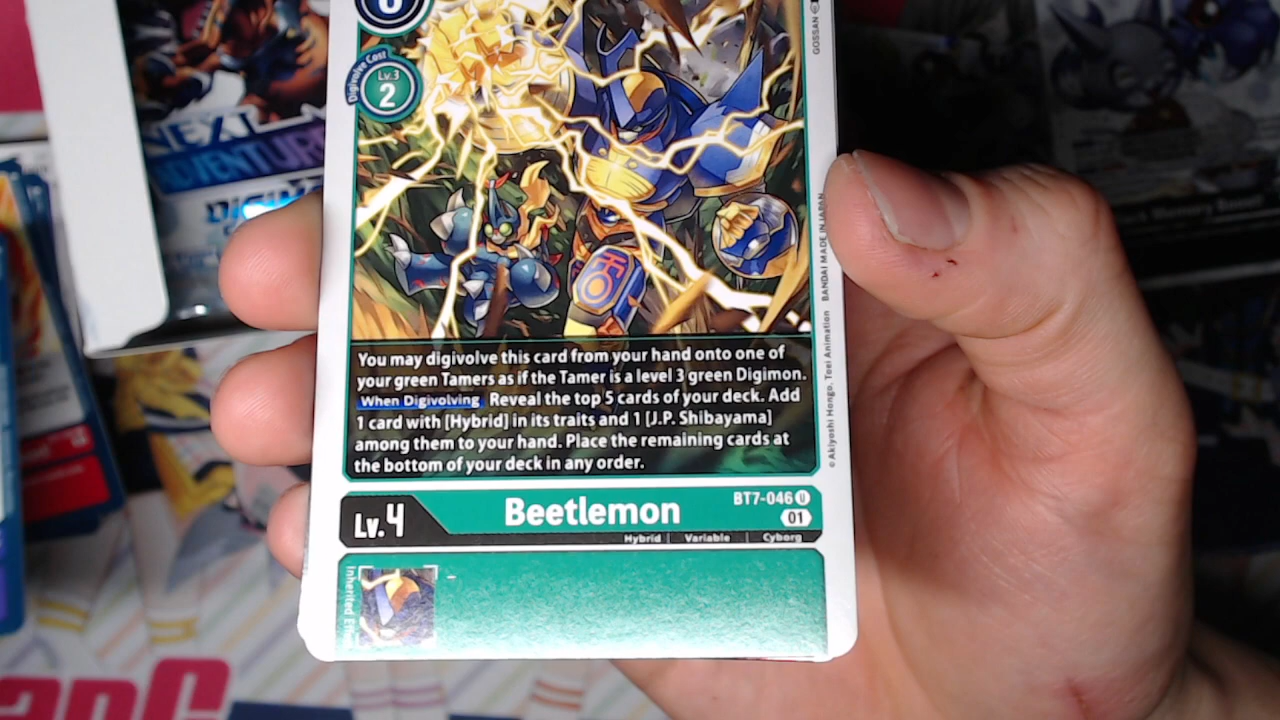 Digivolve Cost
Lv.3
2
GOSSAN
NEXT
ADVENTURE
You may digivolve this card from your hand onto one of
your green Tamers as if the Tamer is a level 3 green Digimon.
When Digivolving Reveal the top 5 cards of your deck. Add
1 card with [Hybrid] in its traits and 1 [J.P. Shibayama]
among them to your hand. Place the remaining cards at
the bottom of your deck in any order.
©Akiyoshi Hongo, Toei Animation BANDAI MADE IN JAPAN
Lv.4
Beetlemon
BT7-046 U
01
Hybrid | Variable | Cyborg
Inherited
-